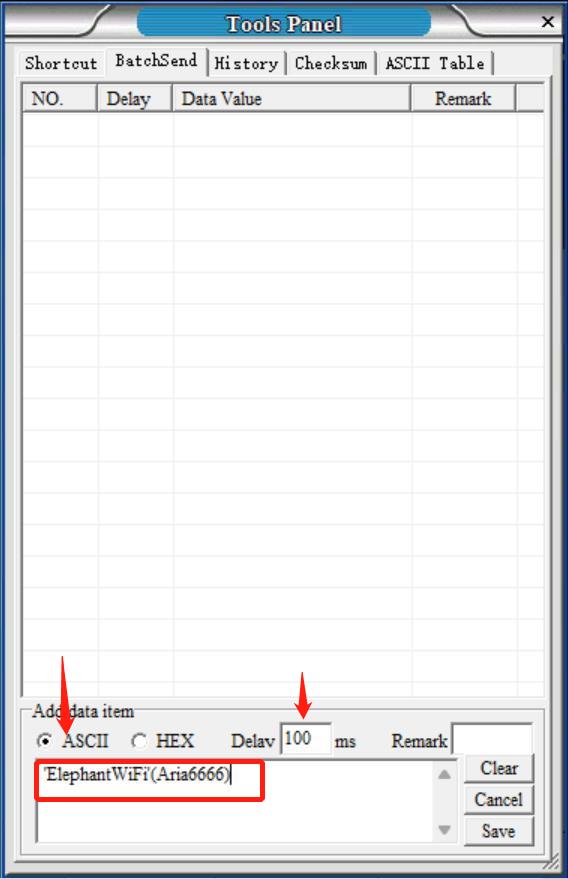 Tools Panel
Shortcut BatchSend History Checksum ASCII Table
NO. Delay Data Value Remark
Add data item
ASCII HEX Delay 100 ms Remark
'ElephantWiFi'(Aria6666)
Clear
Cancel
Save